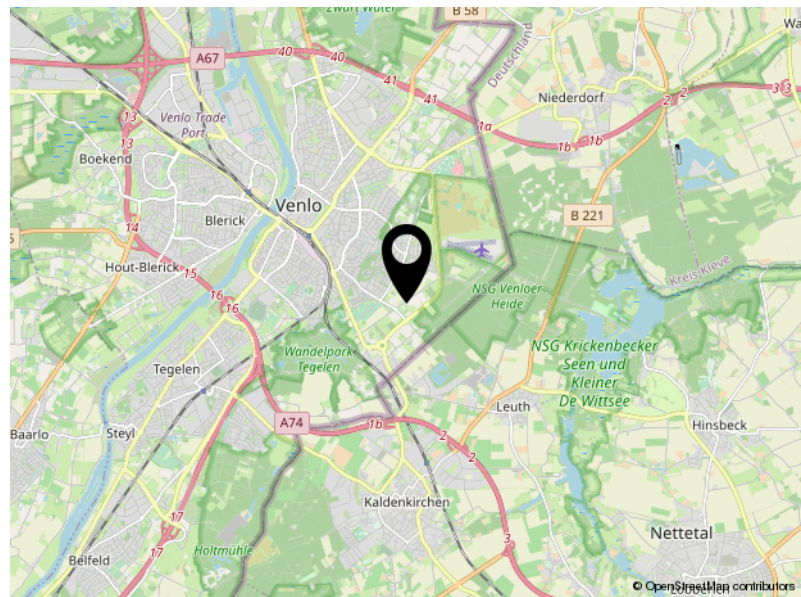 Zwart Water
B 58
A67
40
40
Deutschland
Wa
41
41
Niederdorf
2
2
3
3
13
Venlo Trade
Port
1a
1b
1b
13
Boekend
Venlo
Blerick
B 221
14
5
Hout-Blerick
15
Kreis Kleve
16
16
NSG Venloer
Heide
NSG Krickenbecker
Seen und
Kleiner
De Wittsee
Wandelpark
Tegelen
Tegelen
Leuth
Hinsbeck
Baarlo
Steyl
A74
1b
2
2
Kaldenkirchen
17
17
Nettetal
3
Holtmühle
Belfeld
© OpenStreetMap contributors
Lobberich